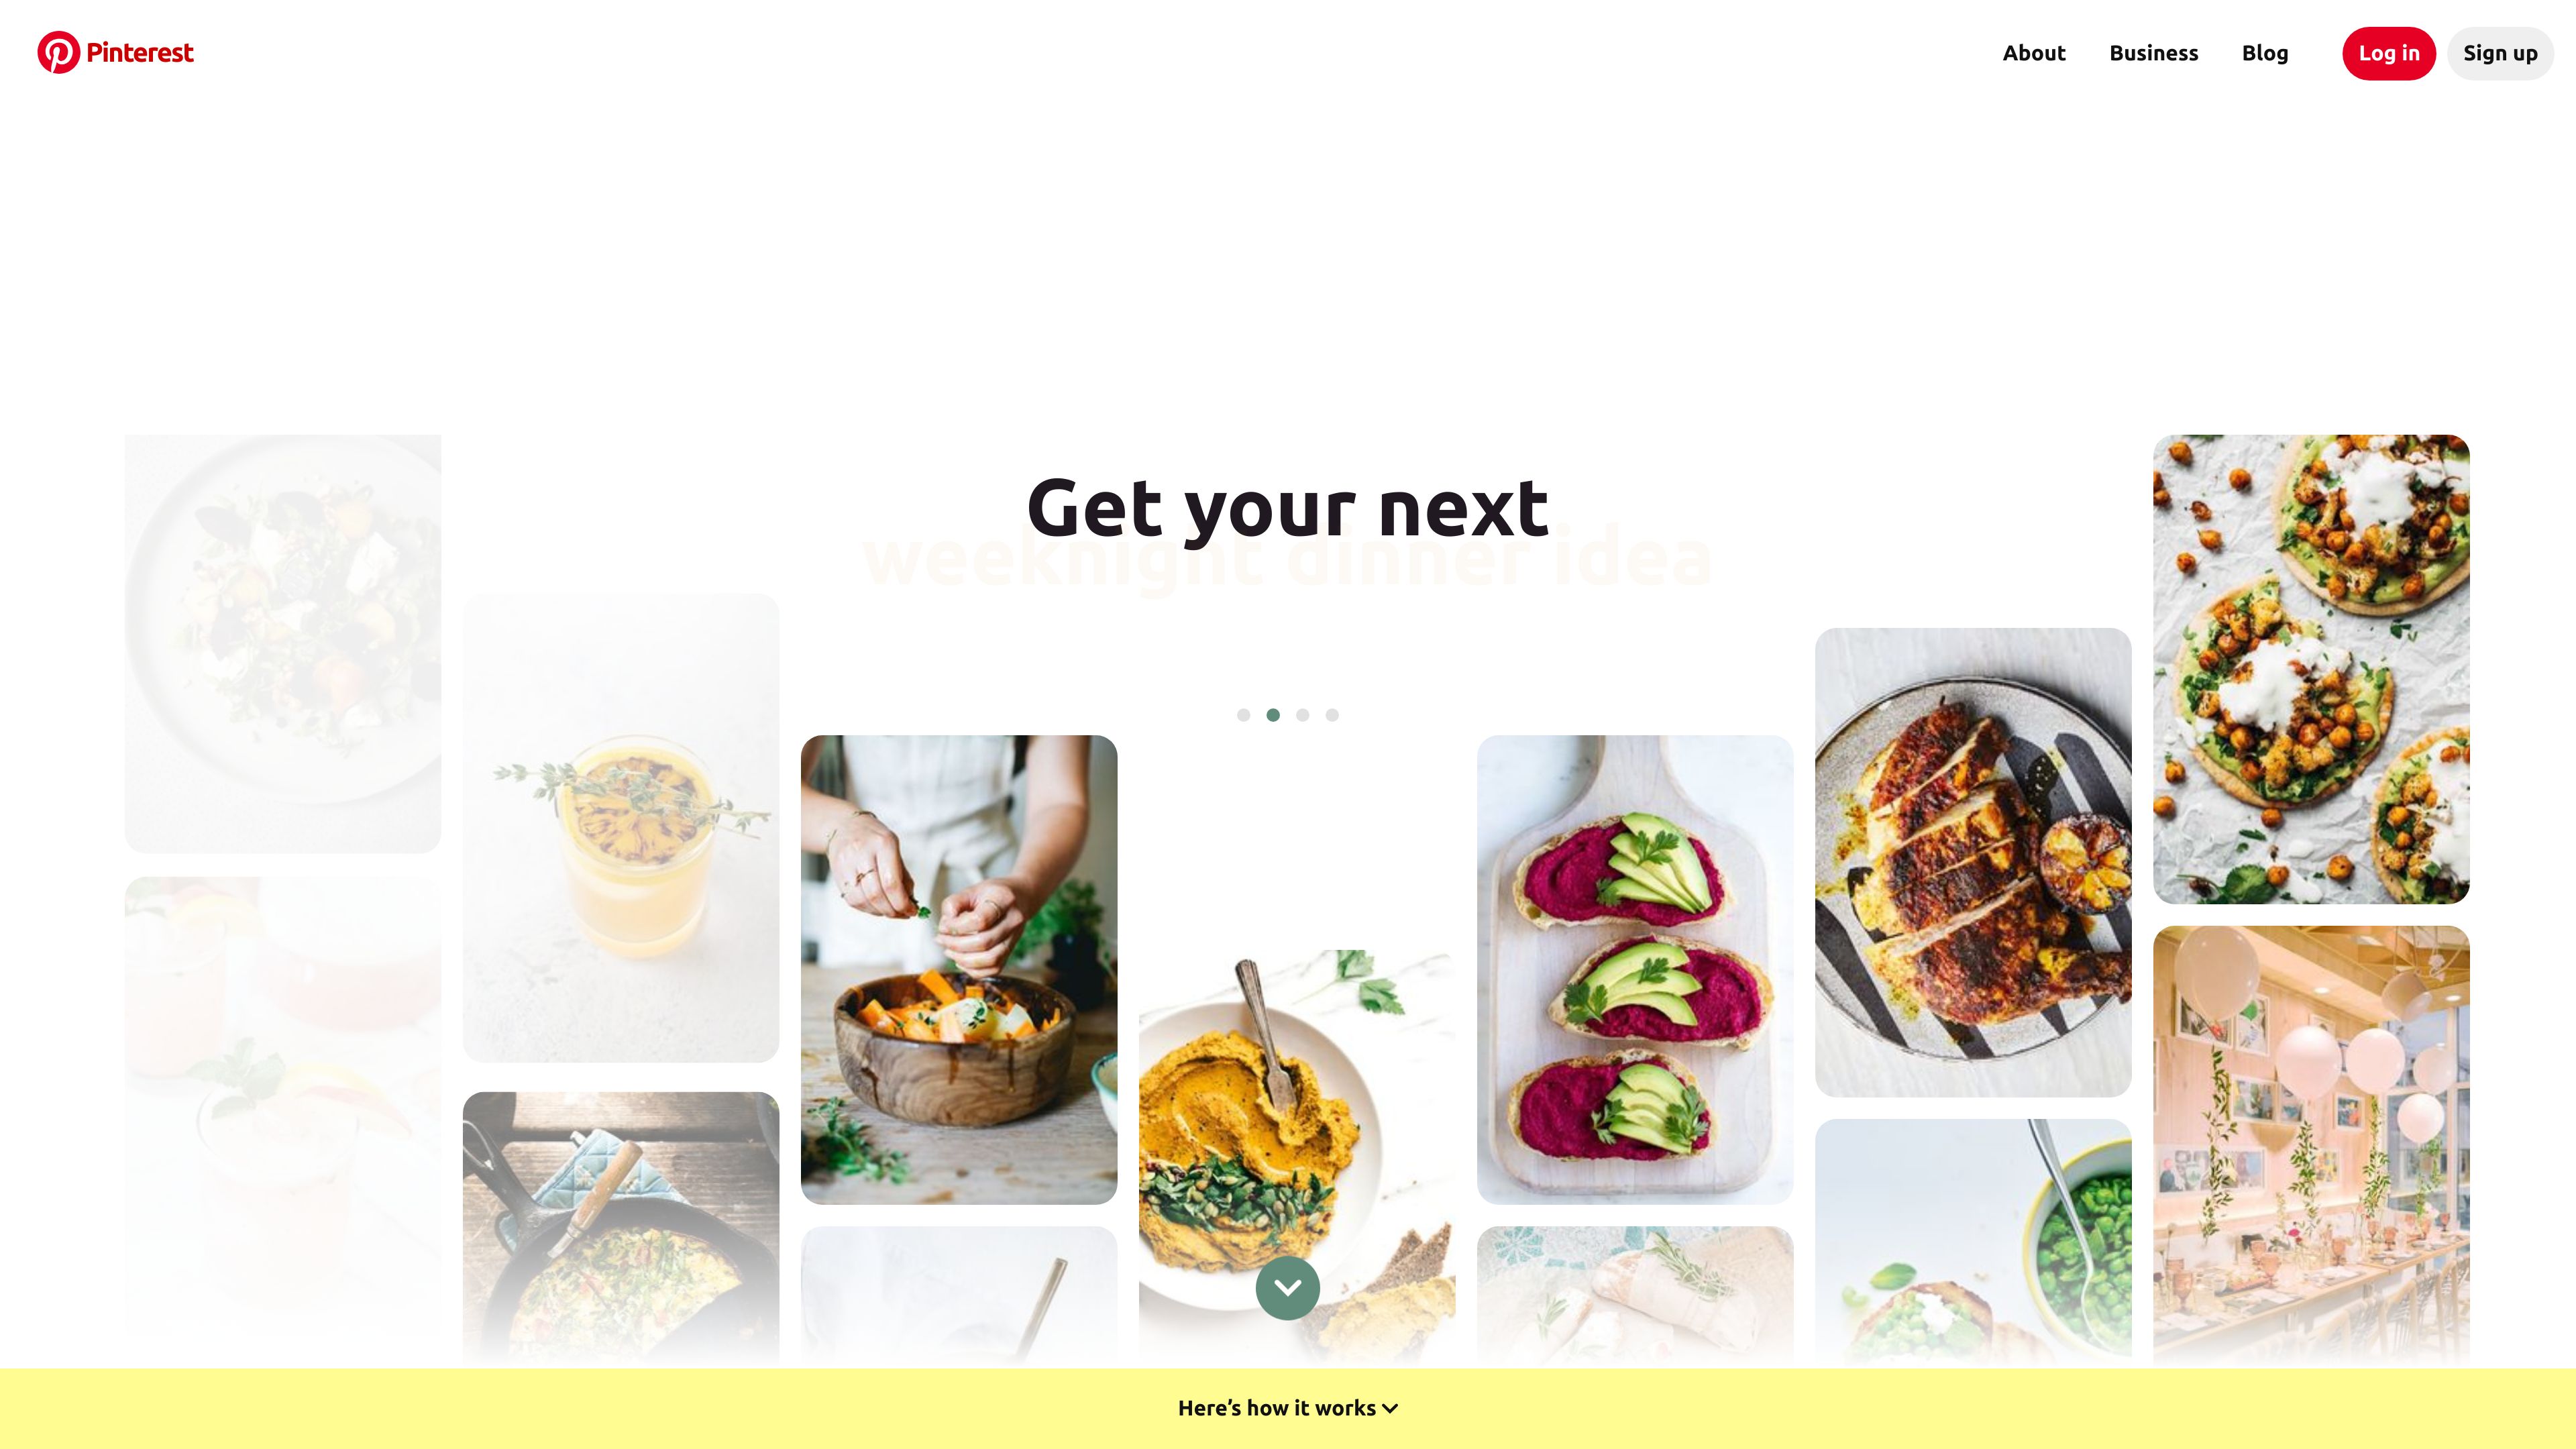 Pinterest
About Business Blog Log in Sign up
Get your next
weeknight dinner idea
Here’s how it works